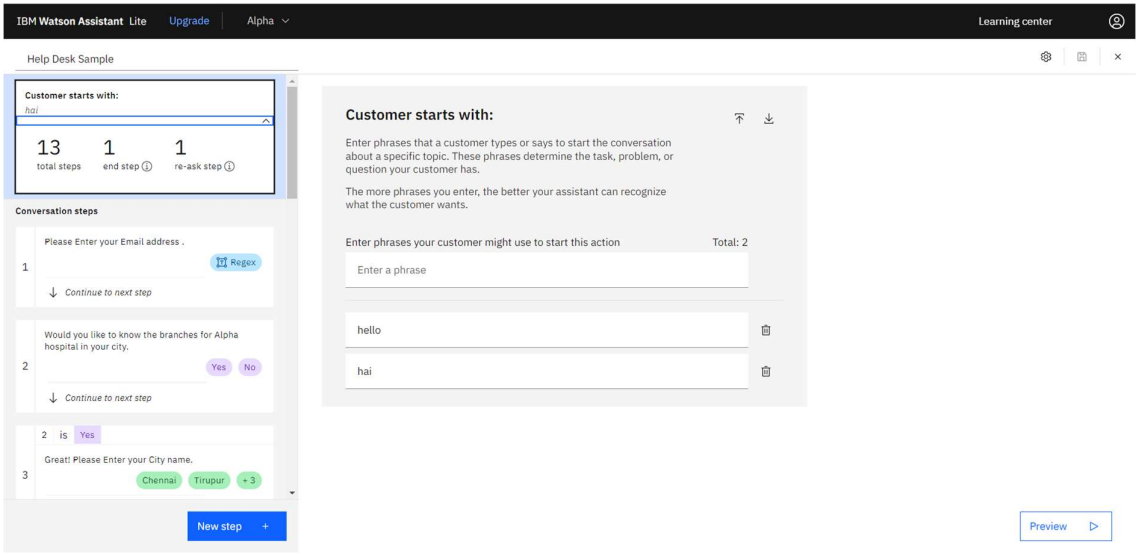 IBM Watson Assistant Lite Upgrade Alpha Learning center
Help Desk Sample
Customer starts with:
hai
13 1 1
total steps end step re-ask step
Conversation steps
1
Please Enter your Email address .
Regex
Continue to next step
2
Would you like to know the branches for Alpha
hospital in your city.
Yes No
Continue to next step
2 is Yes
3
Great! Please Enter your City name.
Chennai Tirupur + 3
New step +
Customer starts with:
Enter phrases that a customer types or says to start the conversation
about a specific topic. These phrases determine the task, problem, or
question your customer has.
The more phrases you enter, the better your assistant can recognize
what the customer wants.
Enter phrases your customer might use to start this action Total: 2
Enter a phrase
hello
hai
Preview